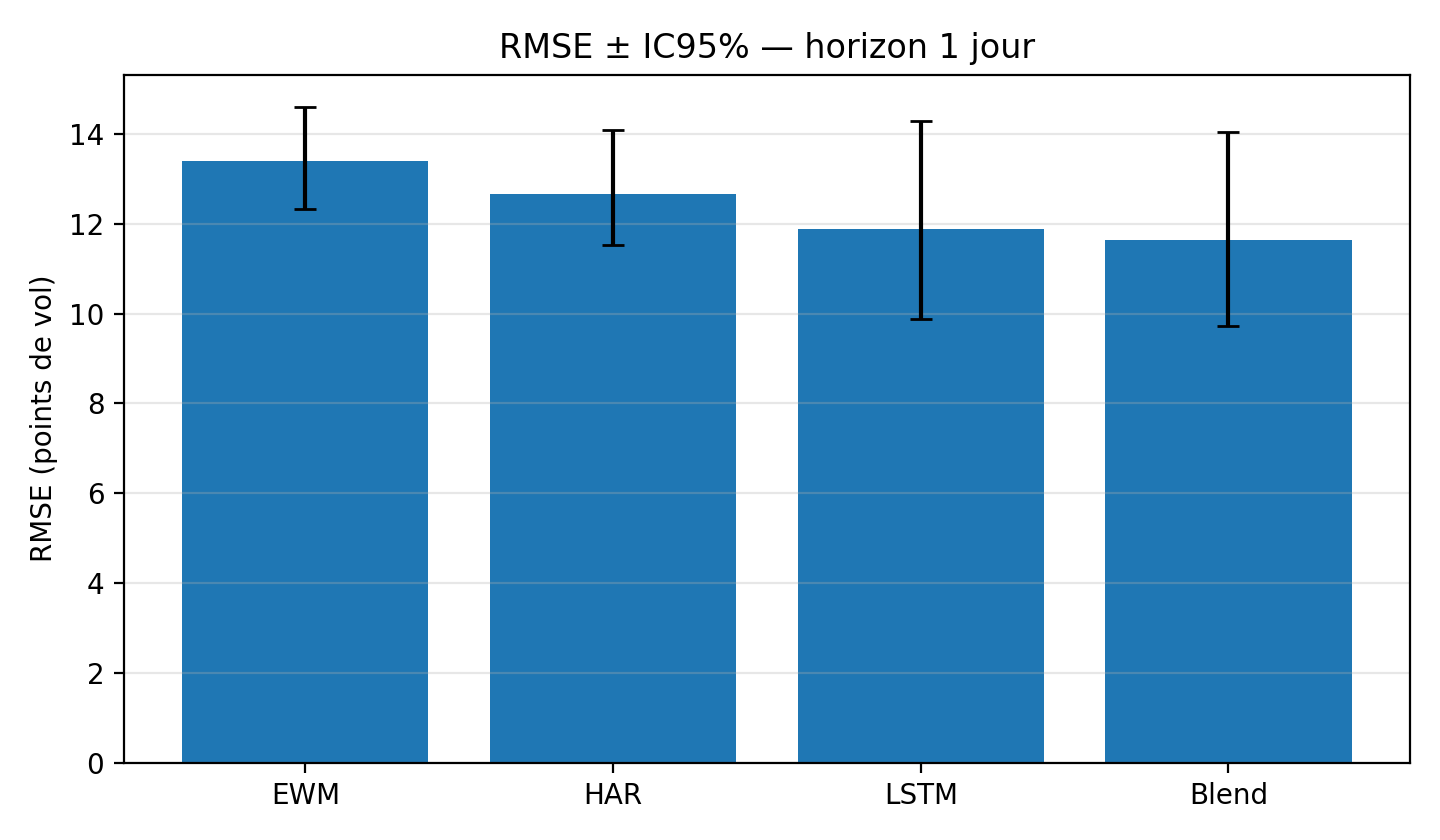 RMSE ± IC95% — horizon 1 jour
RMSE (points de vol)
14
12
10
8
6
4
2
0
EWM HAR LSTM Blend